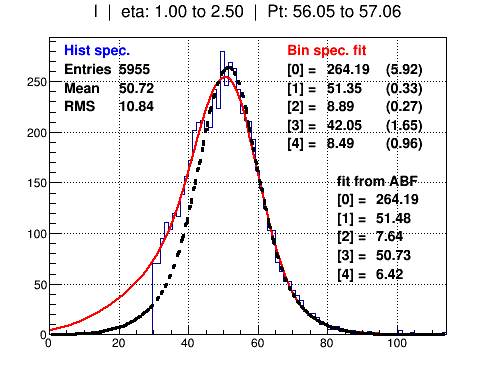 I | eta: 1.00 to 2.50 | Pt: 56.05 to 57.06
Hist spec.
Entries 5955
Mean 50.72
RMS 10.84
Bin spec. fit
[0] = 264.19 (5.92)
[1] = 51.35 (0.33)
[2] = 8.89 (0.27)
[3] = 42.05 (1.65)
[4] = 8.49 (0.96)
fit from ABF
[0] = 264.19
[1] = 51.48
[2] = 7.64
[3] = 50.73
[4] = 6.42
250
200
150
100
50
0
0 20 40 60 80 100